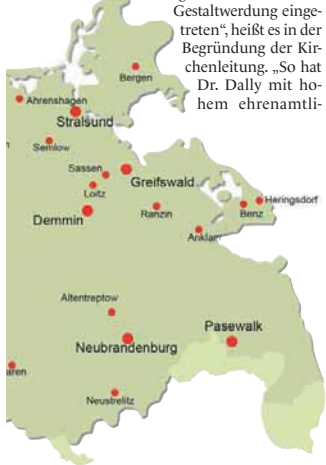 Gestaltwerdung einge-
treten“, heißt es in der
Begründung der Kir-
chenleitung. „So hat
Dr. Dally mit ho-
hem ehrenamtli-
Bergen
Ahrenshagen
Stralsund
Semlow
Sassen
Greifswald
Loitz
Heringsdorf
Demmin
Ranzin
Benz
Anklam
Altentreptow
Pasewalk
Neubrandenburg
aren
Neustrelitz